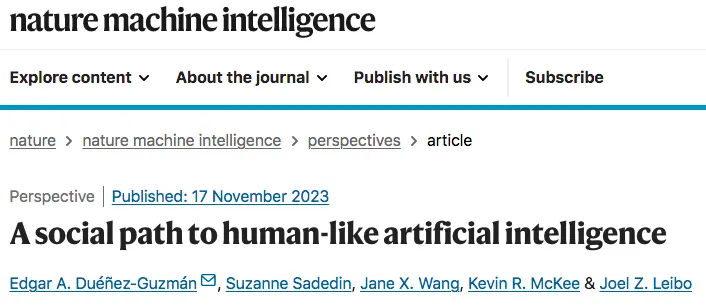 nature machine intelligence
Explore content About the journal Publish with us Subscribe
nature > nature machine intelligence > perspectives > article
Perspective | Published: 17 November 2023
A social path to human-like artificial intelligence
Edgar A. Duéñez-Guzmán, Suzanne Sadedin, Jane X. Wang, Kevin R. McKee & Joel Z. Leibo